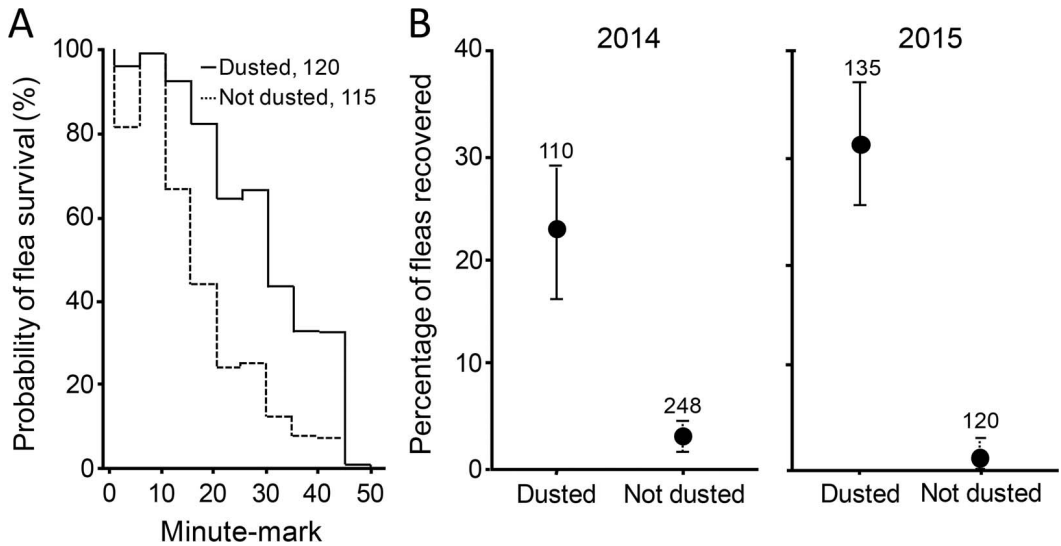 A
Probability of flea survival (%)
100
80
60
40
20
0
Dusted, 120
Not dusted, 115
0 10 20 30 40 50
Minute-mark
B
Percentage of fleas recovered
2014
2015
40
30
20
10
0
110
248
135
120
Dusted Not dusted
Dusted Not dusted